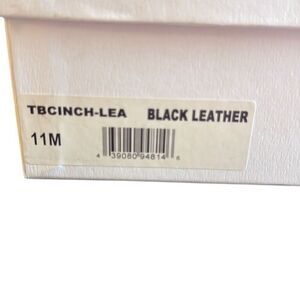 TBCINCH-LEA BLACK LEATHER
11M
4 39080 94814 6